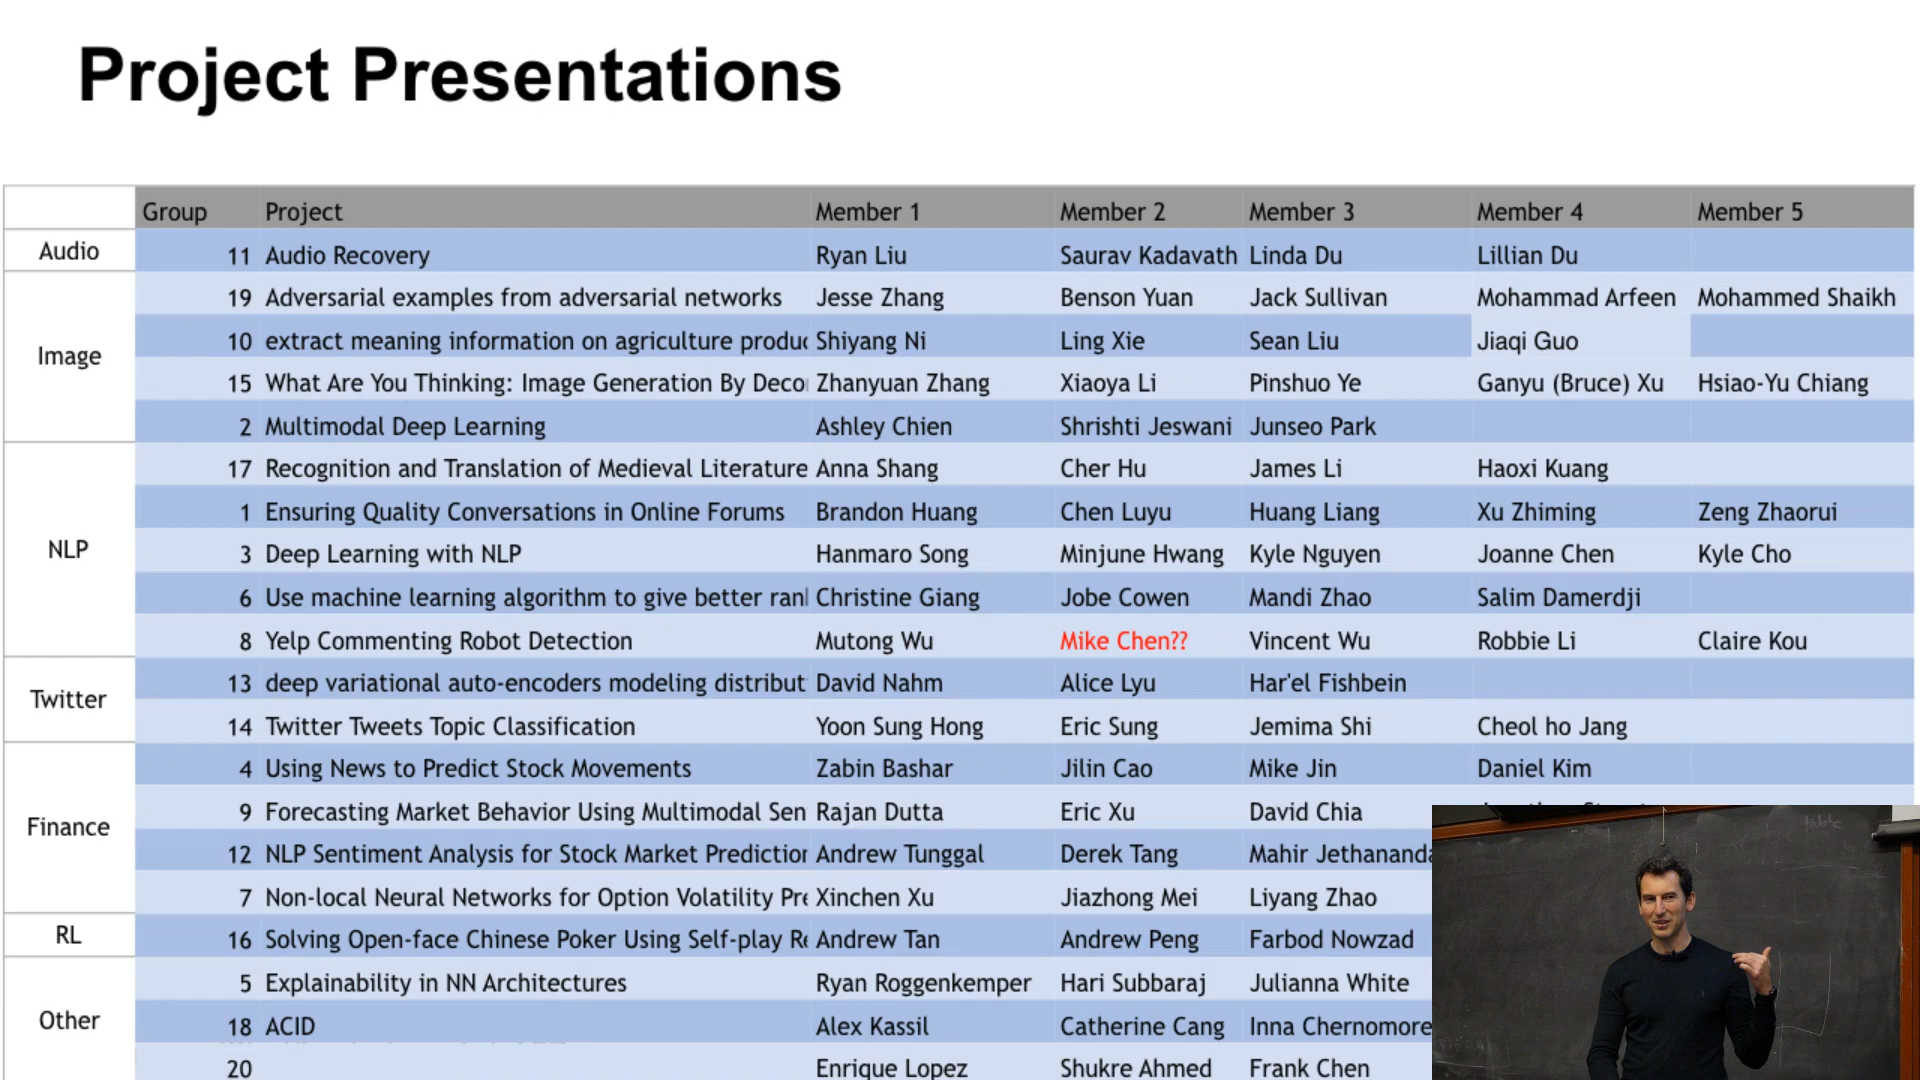 Project Presentations
Group Project Member 1 Member 2 Member 3 Member 4 Member 5
Audio 11 Audio Recovery Ryan Liu Saurav Kadavath Linda Du Lillian Du
Image
19 Adversarial examples from adversarial networks Jesse Zhang Benson Yuan Jack Sullivan Mohammad Arfeen Mohammed Shaikh
10 extract meaning information on agriculture produc Shiyang Ni Ling Xie Sean Liu Jiaqi Guo
15 What Are You Thinking: Image Generation By Deco Zhanyuan Zhang Xiaoya Li Pinshuo Ye Ganyu (Bruce) Xu Hsiao-Yu Chiang
2 Multimodal Deep Learning Ashley Chien Shrishti Jeswani Junseo Park
NLP
17 Recognition and Translation of Medieval Literature Anna Shang Cher Hu James Li Haoxi Kuang
1 Ensuring Quality Conversations in Online Forums Brandon Huang Chen Luyu Huang Liang Xu Zhiming Zeng Zhaorui
3 Deep Learning with NLP Hanmaro Song Minjune Hwang Kyle Nguyen Joanne Chen Kyle Cho
6 Use machine learning algorithm to give better ran Christine Giang Jobe Cowen Mandi Zhao Salim Damerdji
8 Yelp Commenting Robot Detection Mutong Wu Mike Chen?? Vincent Wu Robbie Li Claire Kou
Twitter
13 deep variational auto-encoders modeling distribut David Nahm Alice Lyu Har'el Fishbein
14 Twitter Tweets Topic Classification Yoon Sung Hong Eric Sung Jemima Shi Cheol ho Jang
Finance
4 Using News to Predict Stock Movements Zabin Bashar Jilin Cao Mike Jin Daniel Kim
9 Forecasting Market Behavior Using Multimodal Sen Rajan Dutta Eric Xu David Chia
12 NLP Sentiment Analysis for Stock Market Prediction Andrew Tunggal Derek Tang Mahir Jethananda
7 Non-local Neural Networks for Option Volatility Pre Xinchen Xu Jiazhong Mei Liyang Zhao
RL 16 Solving Open-face Chinese Poker Using Self-play Re Andrew Tan Andrew Peng Farbod Nowzad
Other
5 Explainability in NN Architectures Ryan Roggenkemper Hari Subbaraj Julianna White
18 ACID Alex Kassil Catherine Cang Inna Chernomore
20 Enrique Lopez Shukre Ahmed Frank Chen